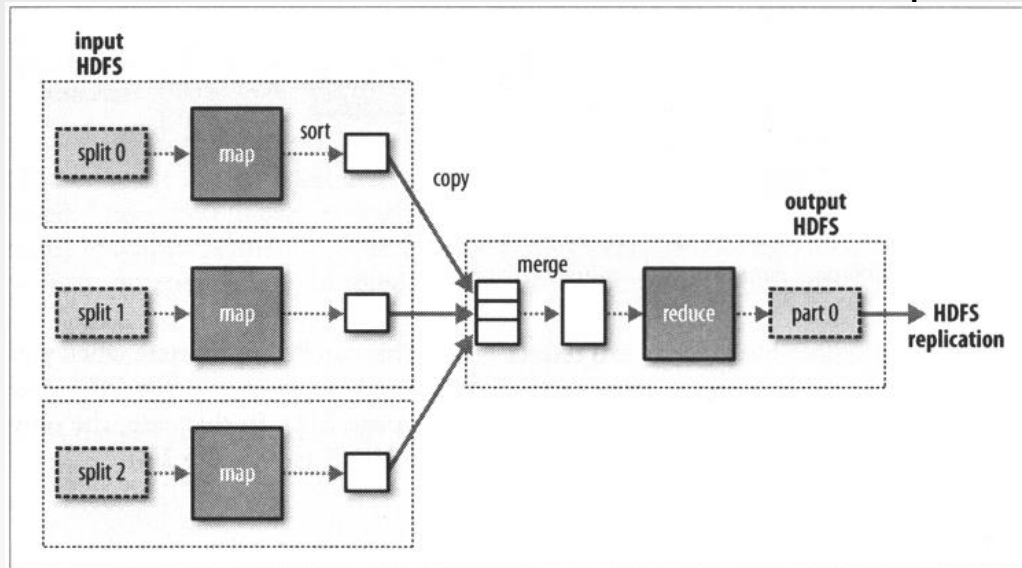 input
HDFS
split 0
map
sort
copy
split 1
map
split 2
map
merge
reduce
output
HDFS
part 0
HDFS
replication